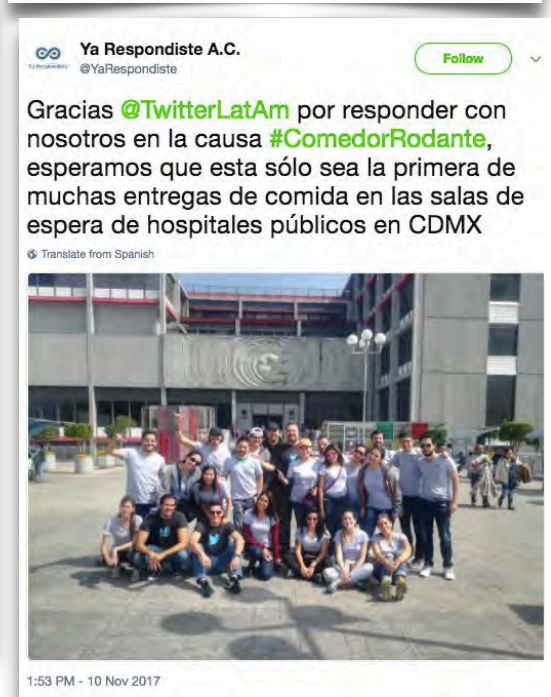 Ya Respondiste A.C.
@YaRespondiste
Follow
Gracias @TwitterLatAm por responder con
nosotros en la causa #ComedorRodante,
esperamos que esta sólo sea la primera de
muchas entregas de comida en las salas de
espera de hospitales públicos en CDMX
Translate from Spanish
1:53 PM - 10 Nov 2017